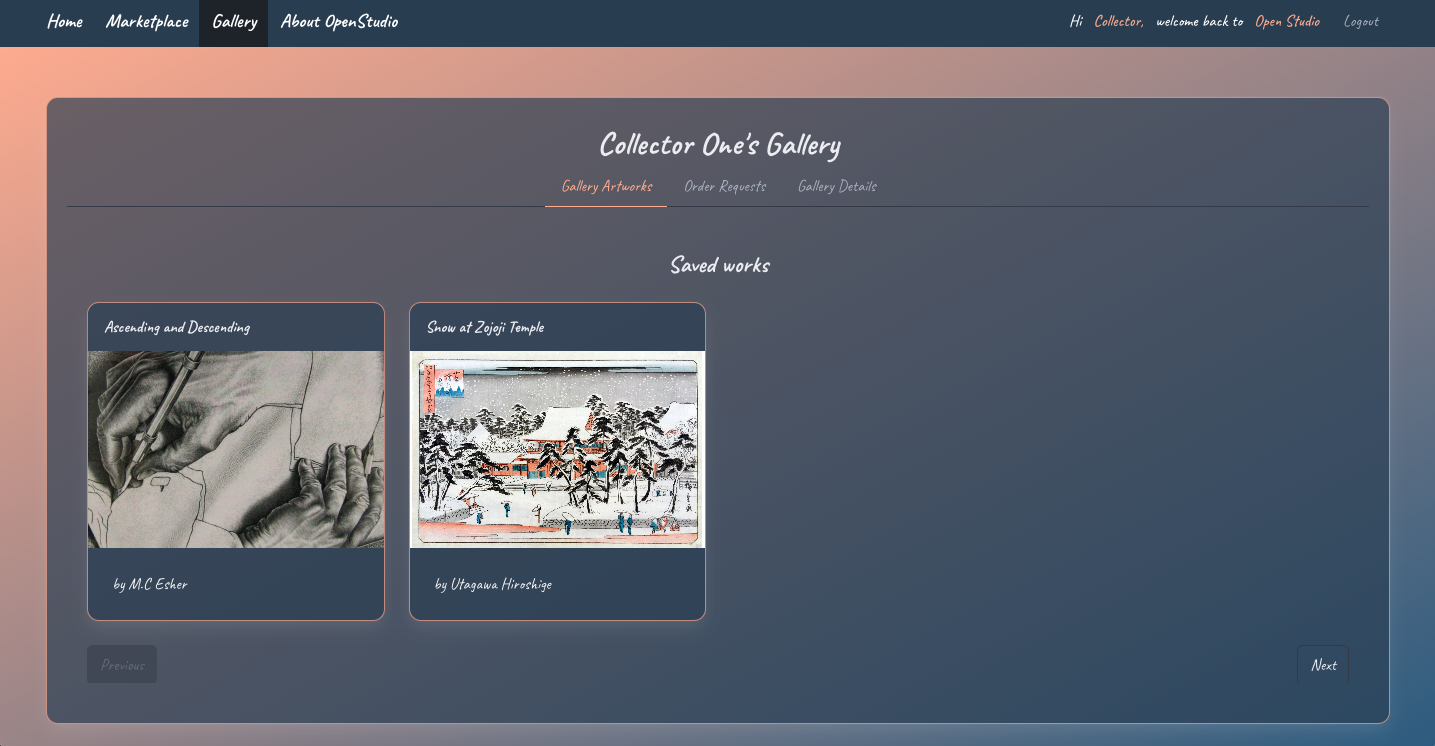 Home Marketplace Gallery About OpenStudio Hi Collector, welcome back to Open Studio Logout
Collector One's Gallery
Gallery Artworks Order Requests Gallery Details
Saved works
Ascending and Descending
Snow at Zojoji Temple
by M.C Esher
by Utagawa Hiroshige
Previous Next